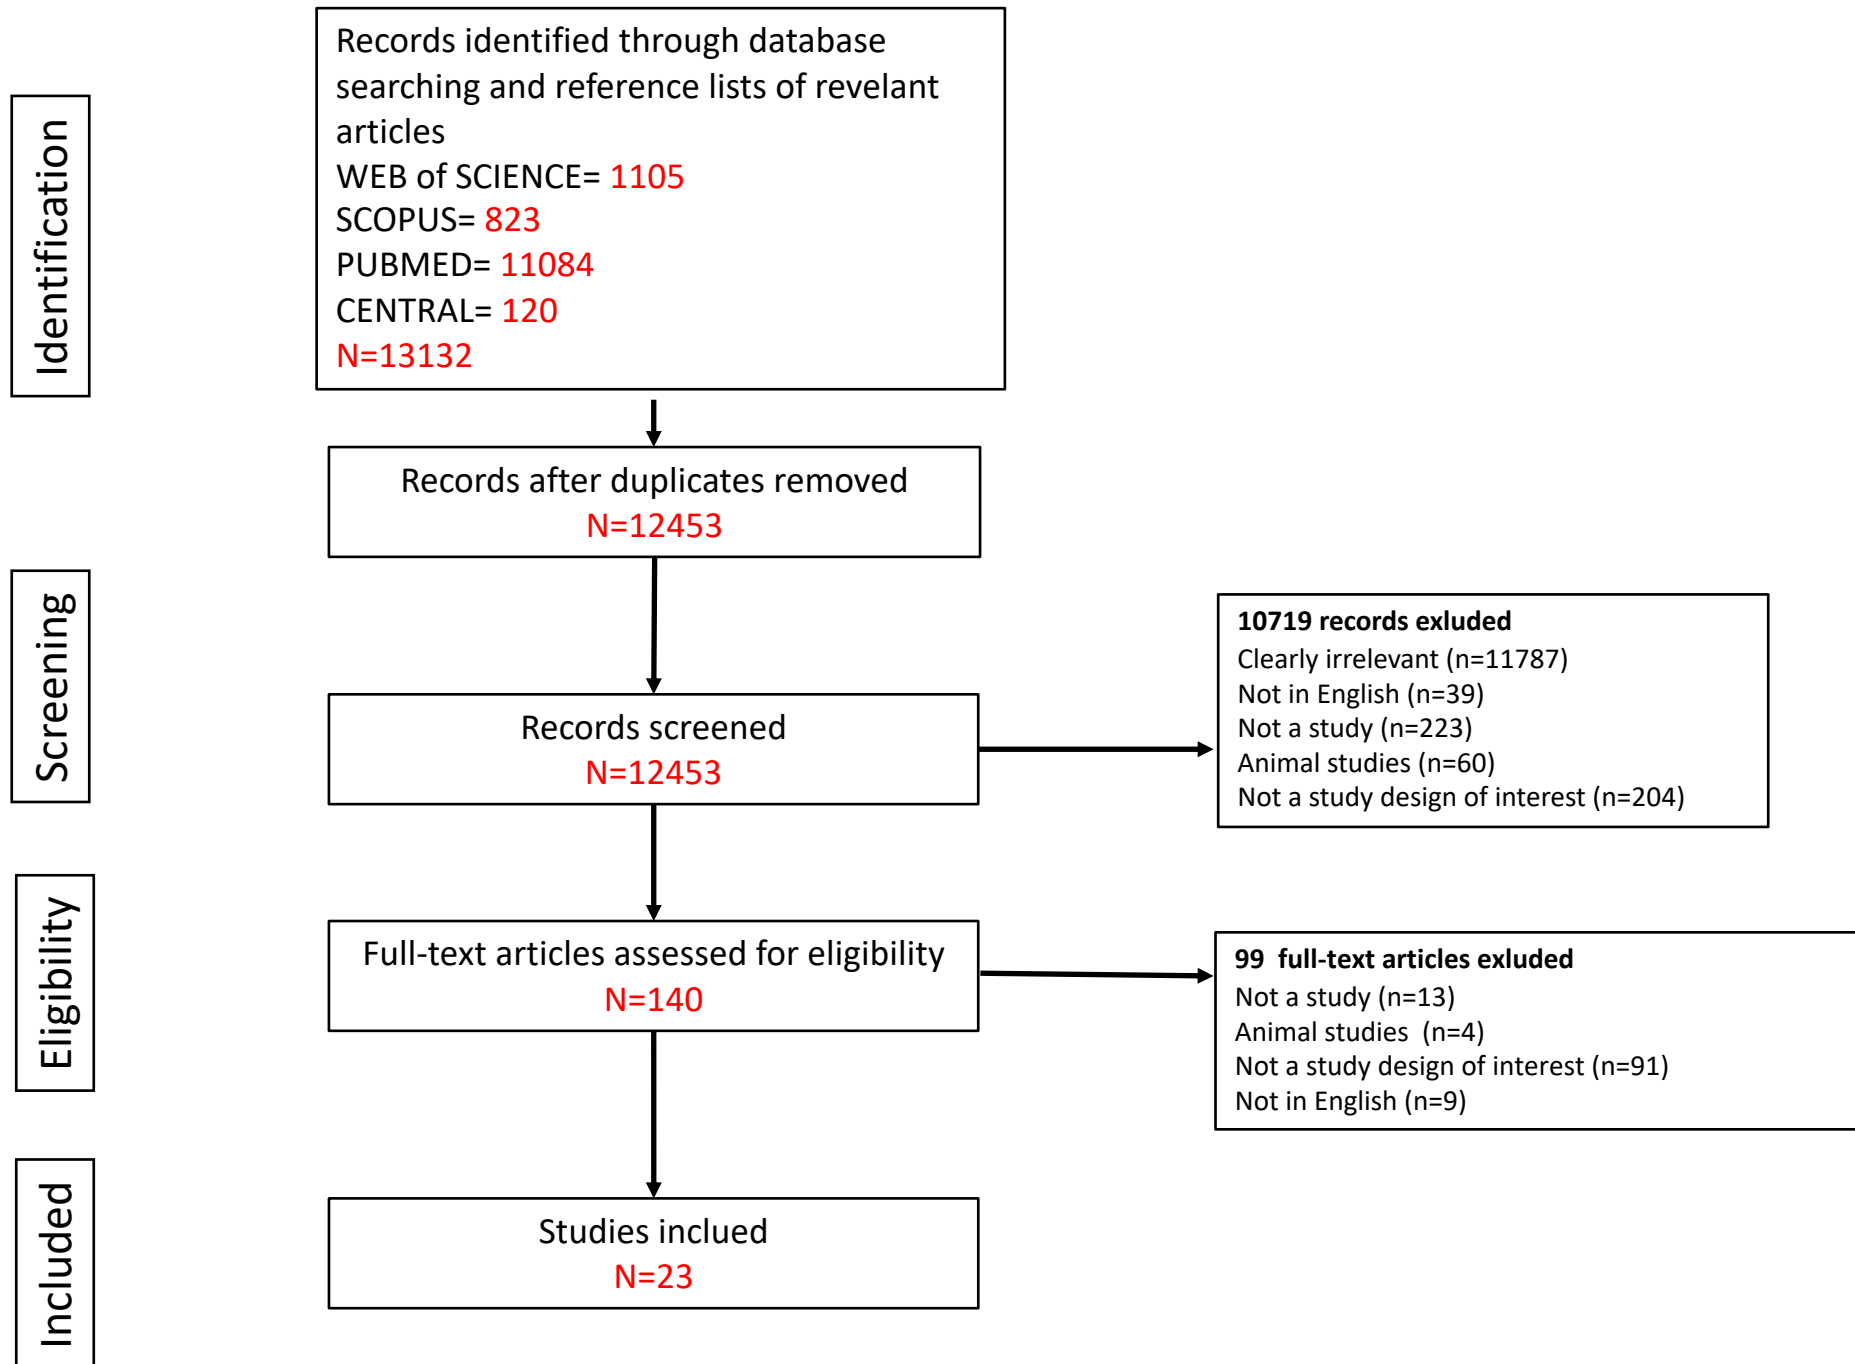 Identification
Records identified through database
searching and reference lists of revelant
articles
WEB of SCIENCE= 1105
SCOPUS= 823
PUBMED= 11084
CENTRAL= 120
N=13132
Records after duplicates removed
N=12453
Screening
Records screened
N=12453
10719 records exluded
Clearly irrelevant (n=11787)
Not in English (n=39)
Not a study (n=223)
Animal studies (n=60)
Not a study design of interest (n=204)
Eligibility
Full-text articles assessed for eligibility
N=140
99  full-text articles exluded
Not a study (n=13)
Animal studies  (n=4)
Not a study design of interest (n=91)
Not in English (n=9)
Included
Studies inclued
N=23